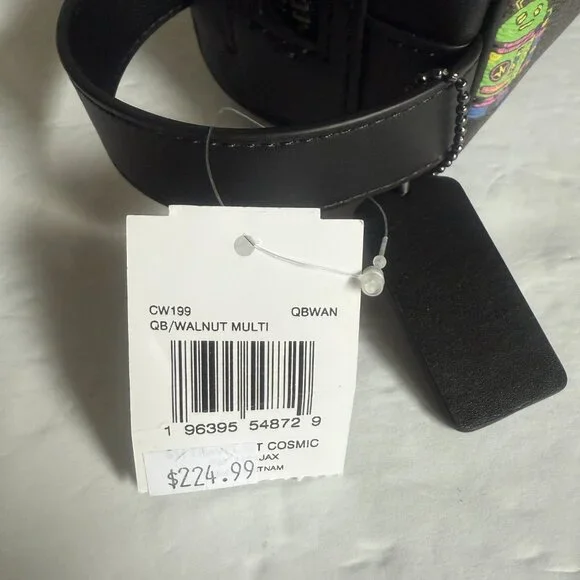 CW199 QBWAN
QB/WALNUT MULTI
1 96395 54872 9
T COSMIC
JAX
TNAM
$224.99